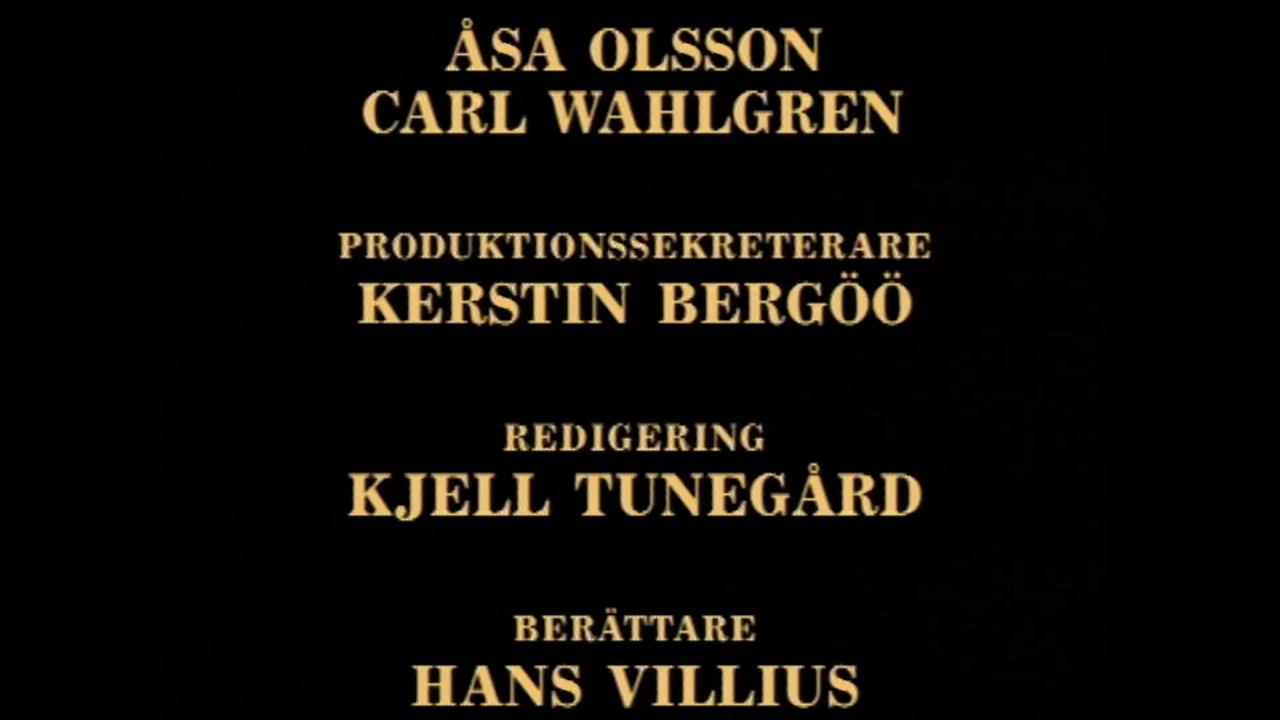 ÅSA OLSSON
CARL WAHLGREN
PRODUKTIONSSEKRETERARE
KERSTIN BERGÖÖ
REDIGERING
KJELL TUNEGÅRD
BERÄTTARE
HANS VILLIUS